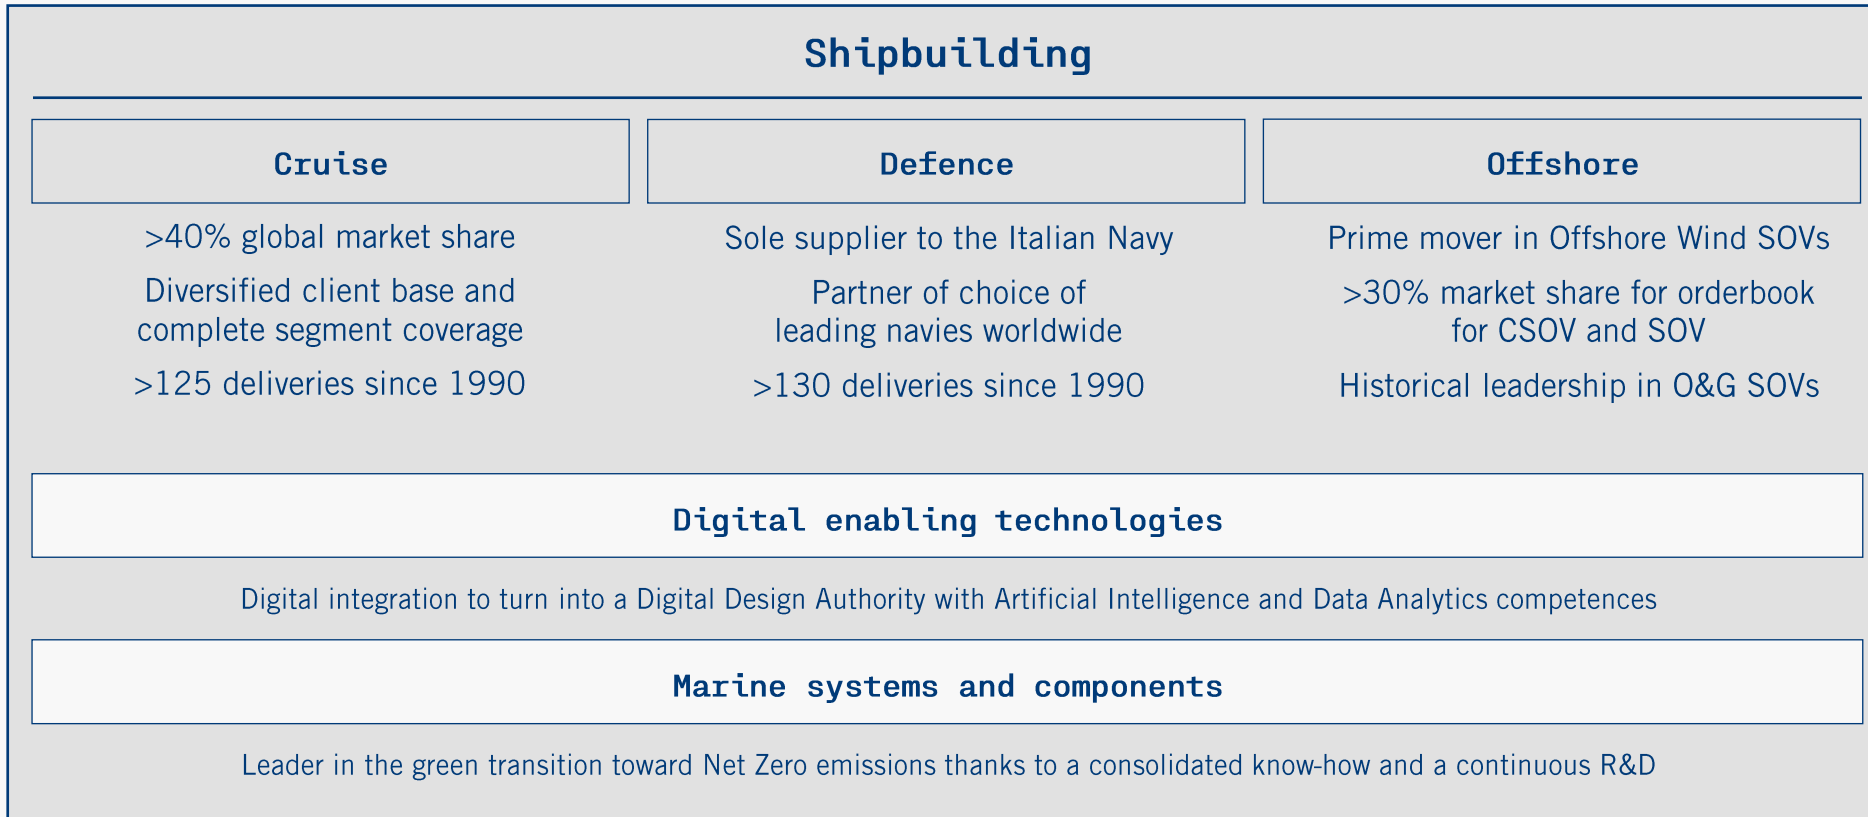 Shipbuilding
Cruise
>40% global market share
Diversified client base and
complete segment coverage
>125 deliveries since 1990
Defence
Sole supplier to the Italian Navy
Partner of choice of
leading navies worldwide
>130 deliveries since 1990
Offshore
Prime mover in Offshore Wind SOVs
>30% market share for orderbook
for CSOV and SOV
Historical leadership in O&G SOVs
Digital enabling technologies
Digital integration to turn into a Digital Design Authority with Artificial Intelligence and Data Analytics competences
Marine systems and components
Leader in the green transition toward Net Zero emissions thanks to a consolidated know-how and a continuous R&D